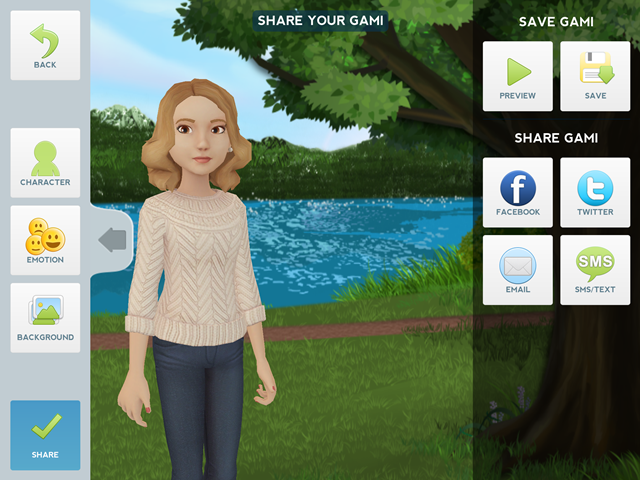 SHARE YOUR GAMI
BACK
CHARACTER
EMOTION
BACKGROUND
SHARE
SAVE GAMI
PREVIEW
SAVE
SHARE GAMI
f
FACEBOOK
t
TWITTER
EMAIL
SMS
SMS/TEXT